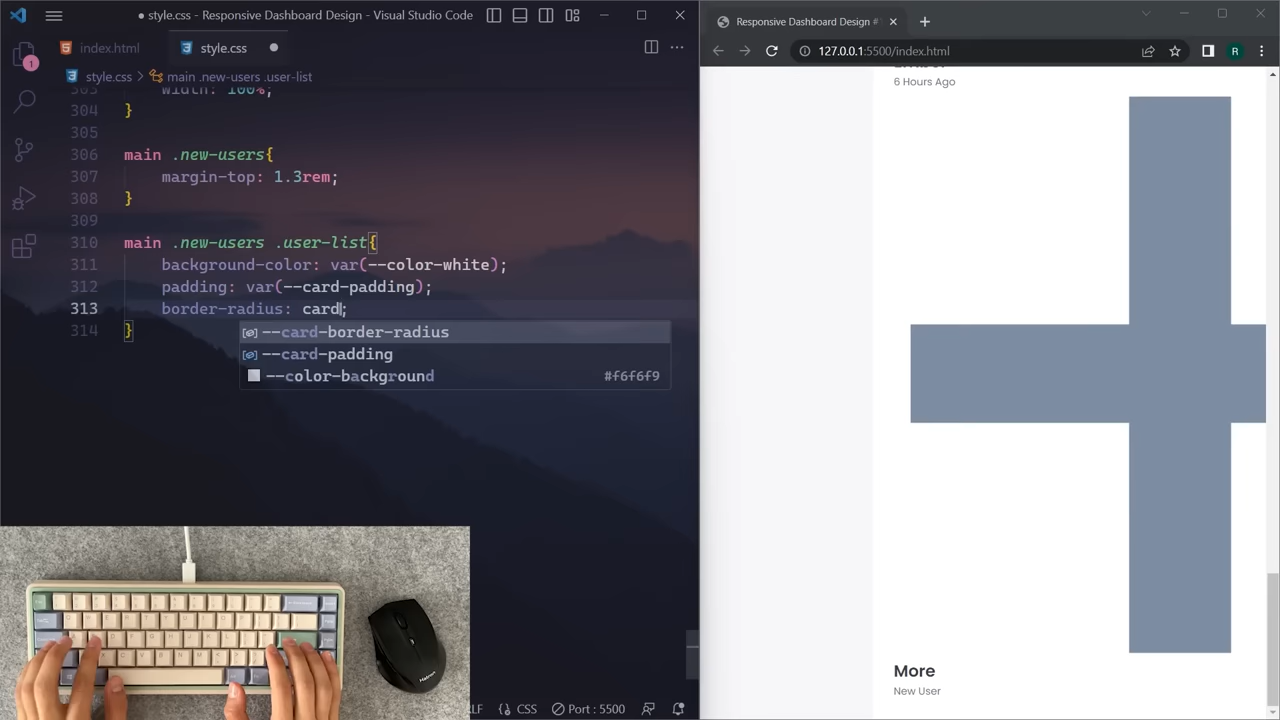 style.css - Responsive Dashboard Design - Visual Studio Code
index.html
style.css
style.css > main .new-users .user-list
1
303 width: 100%;
304 }
305
306 main .new-users{
307 margin-top: 1.3rem;
308 }
309
310 main .new-users .user-list{
311 background-color: var(--color-white);
312 padding: var(--card-padding);
313 border-radius: card;
314 }
--card-border-radius
--card-padding
--color-background #f6f6f9
CSS
Port : 5500
Responsive Dashboard Design #
127.0.0.1:5500/index.html
R
6 Hours Ago
More
New User